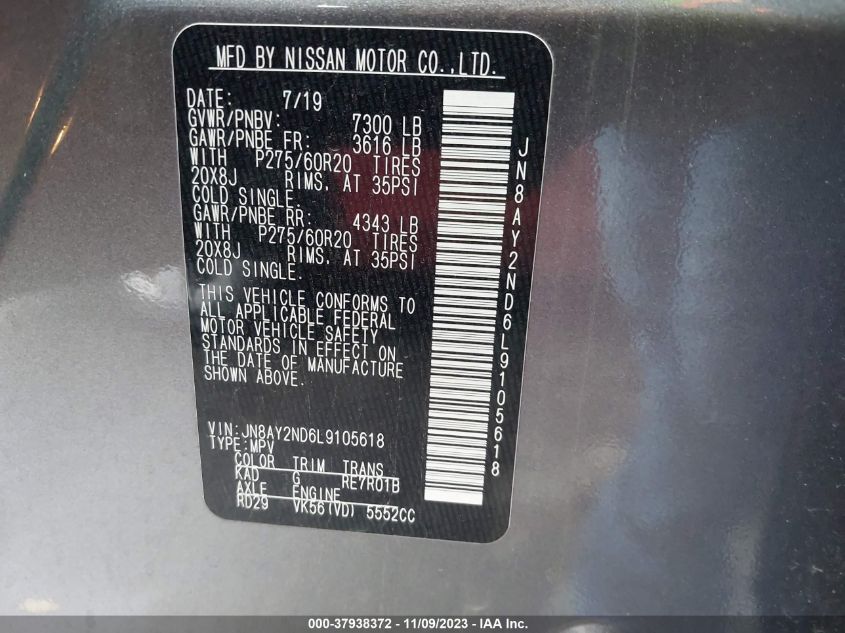 MFD BY NISSAN MOTOR CO.,LTD.
DATE: 7/19
GVWR/PNBV: 7300 LB
GAWR/PNBE FR: 3616 LB
WITH P275/60R20 TIRES
20X8J RIMS, AT 35PSI
COLD SINGLE.
GAWR/PNBE RR: 4343 LB
WITH P275/60R20 TIRES
20X8J RIMS, AT 35PSI
COLD SINGLE.
THIS VEHICLE CONFORMS TO
ALL APPLICABLE FEDERAL
MOTOR VEHICLE SAFETY
STANDARDS IN EFFECT ON
THE DATE OF MANUFACTURE
SHOWN ABOVE.
VIN:JN8AY2ND6L9105618
TYPE:MPV
COLOR TRIM TRANS
KAD G RE7R01B
AXLE ENGINE
RD29 VK56(VD) 5552CC
JN8AY2ND6L9105618
000-37938372 - 11/09/2023 - IAA Inc.